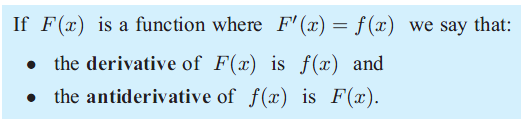 If F(x) is a function where F′(x) = f(x) we say that:
• the derivative of F(x) is f(x) and
• the antiderivative of f(x) is F(x).